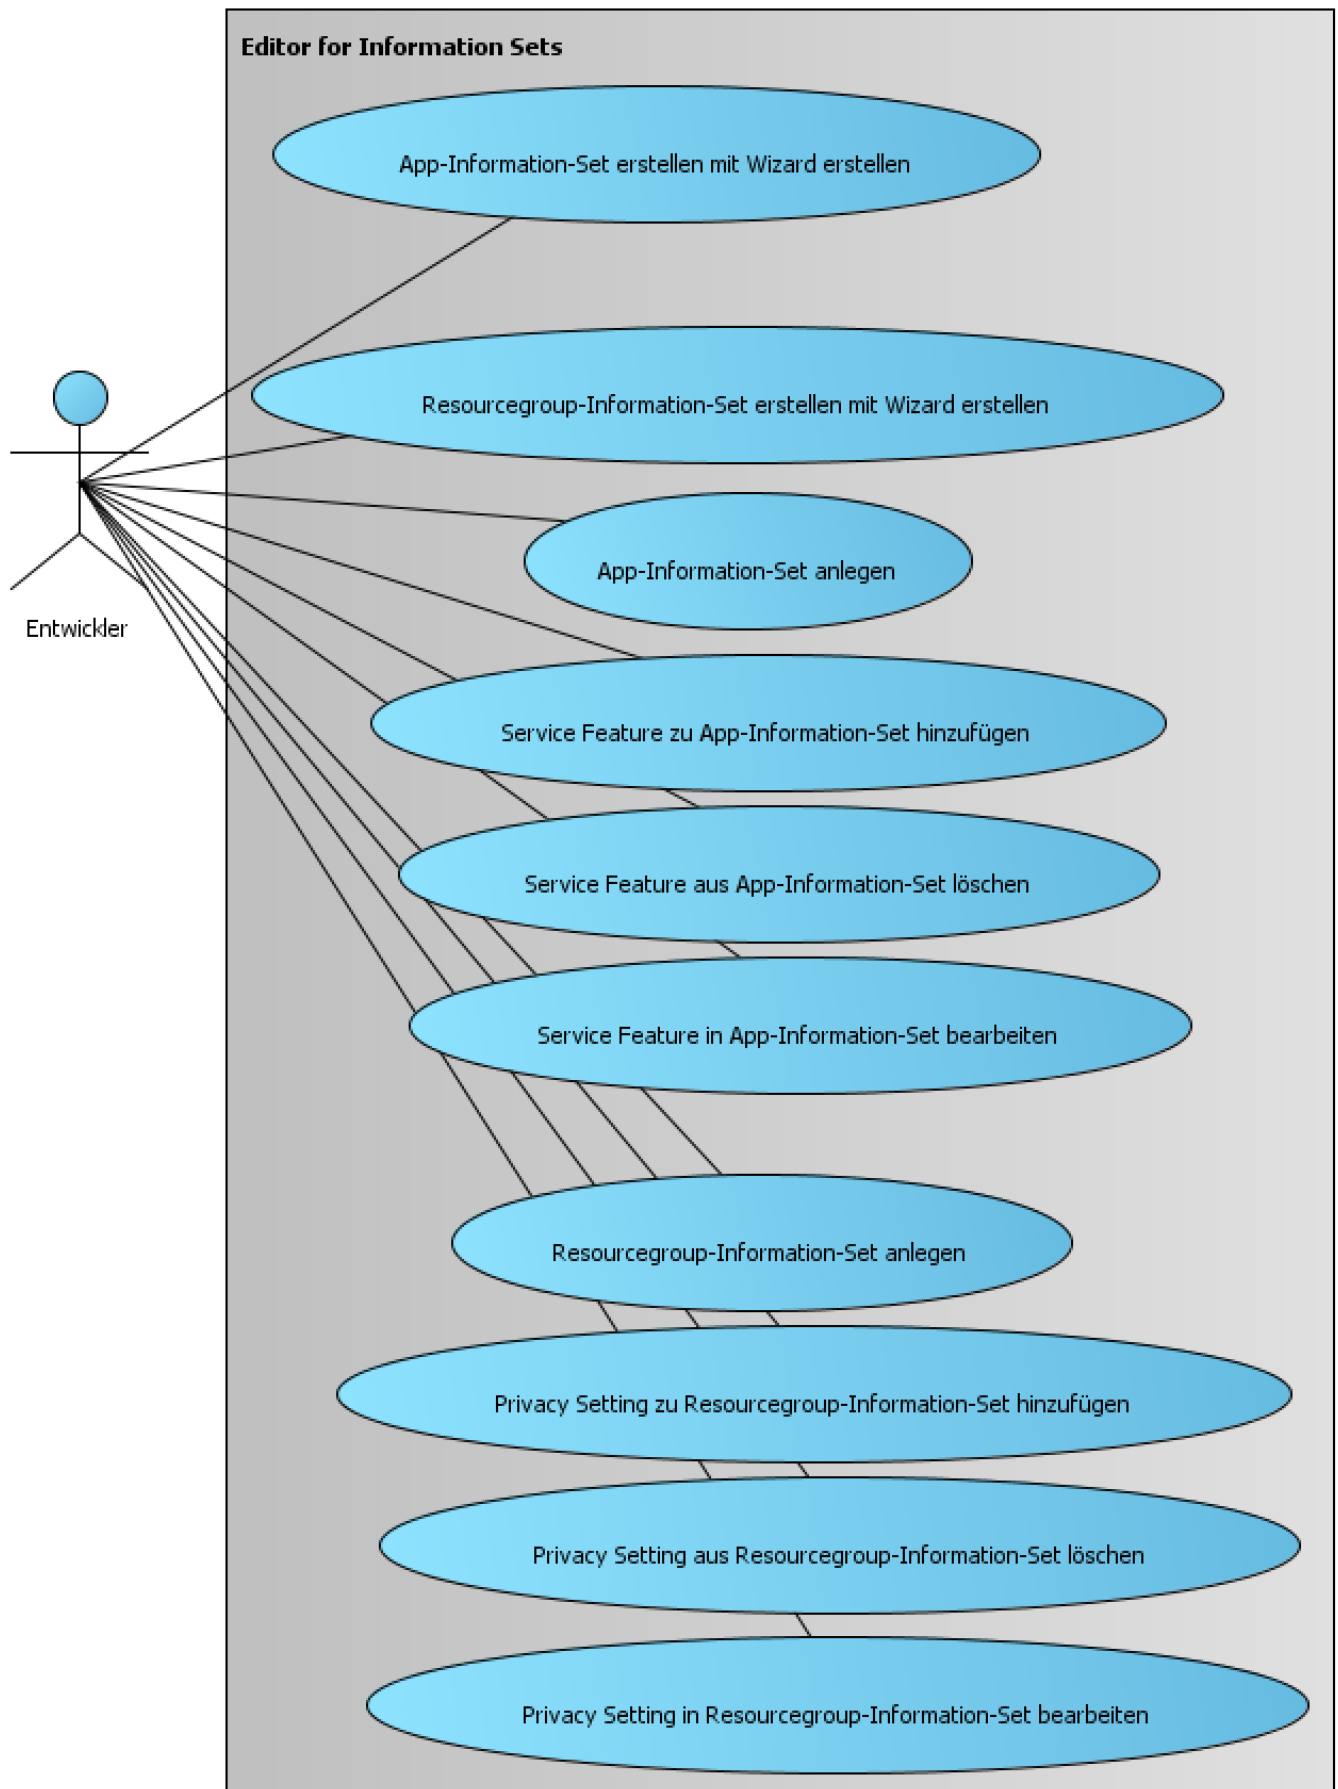 Editor for Information Sets
App-Information-Set erstellen mit Wizard erstellen
Resourcegroup-Information-Set erstellen mit Wizard erstellen
App-Information-Set anlegen
Entwickler
Service Feature zu App-Information-Set hinzufügen
Service Feature aus App-Information-Set löschen
Service Feature in App-Information-Set bearbeiten
Resourcegroup-Information-Set anlegen
Privacy Setting zu Resourcegroup-Information-Set hinzufügen
Privacy Setting aus Resourcegroup-Information-Set löschen
Privacy Setting in Resourcegroup-Information-Set bearbeiten